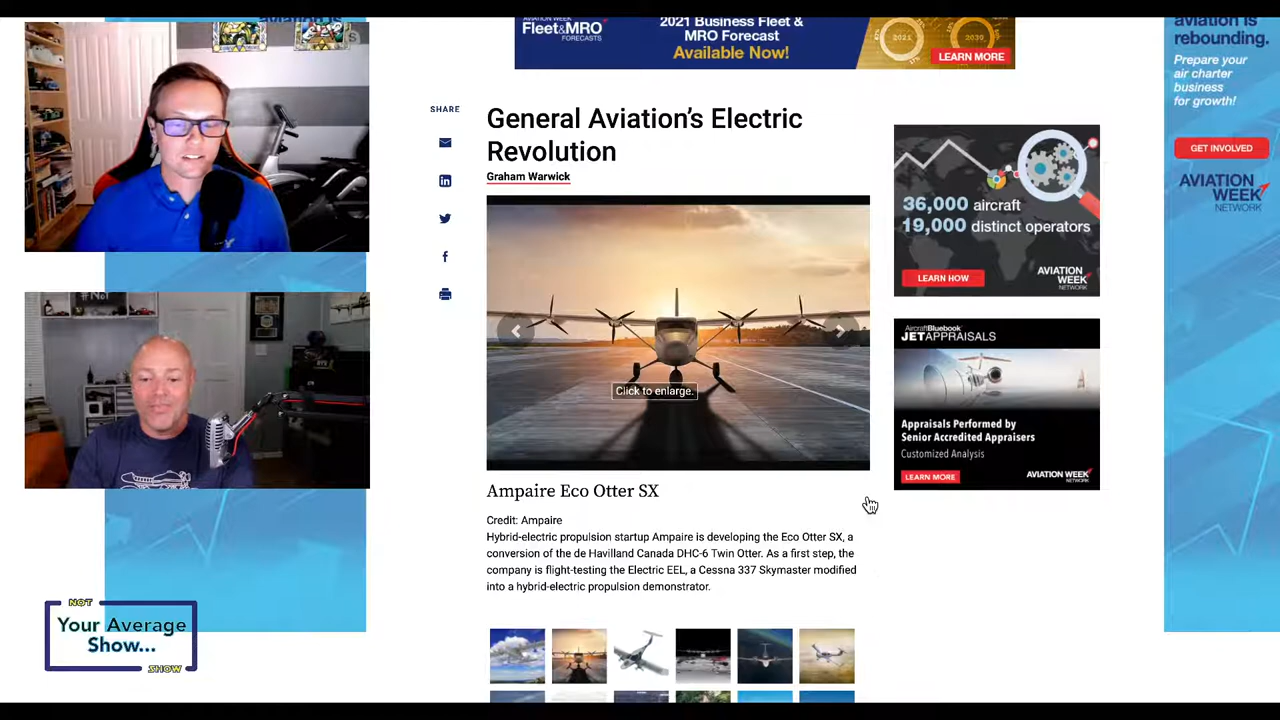 AVIATION WEEK
Fleet&MRO
FORECASTS
2021 Business Fleet &
MRO Forecast
Available Now!
2021
2030
LEARN MORE
aviation is
rebounding.
Prepare your
air charter
business
for growth!
GET INVOLVED
AVIATION
WEEK
NETWORK
SHARE
General Aviation’s Electric
Revolution
Graham Warwick
36,000 aircraft
19,000 distinct operators
LEARN HOW
AVIATION
WEEK
NETWORK
Click to enlarge.
AircraftBluebook
JETAPPRAISALS
Appraisals Performed by
Senior Accredited Appraisers
Customized Analysis
LEARN MORE
AVIATION
WEEK
NETWORK
Ampaire Eco Otter SX
Credit: Ampaire
Hybrid-electric propulsion startup Ampaire is developing the Eco Otter SX, a
conversion of the de Havilland Canada DHC-6 Twin Otter. As a first step, the
company is flight-testing the Electric EEL, a Cessna 337 Skymaster modified
into a hybrid-electric propulsion demonstrator.
NOT
Your Average
Show...
SHOW